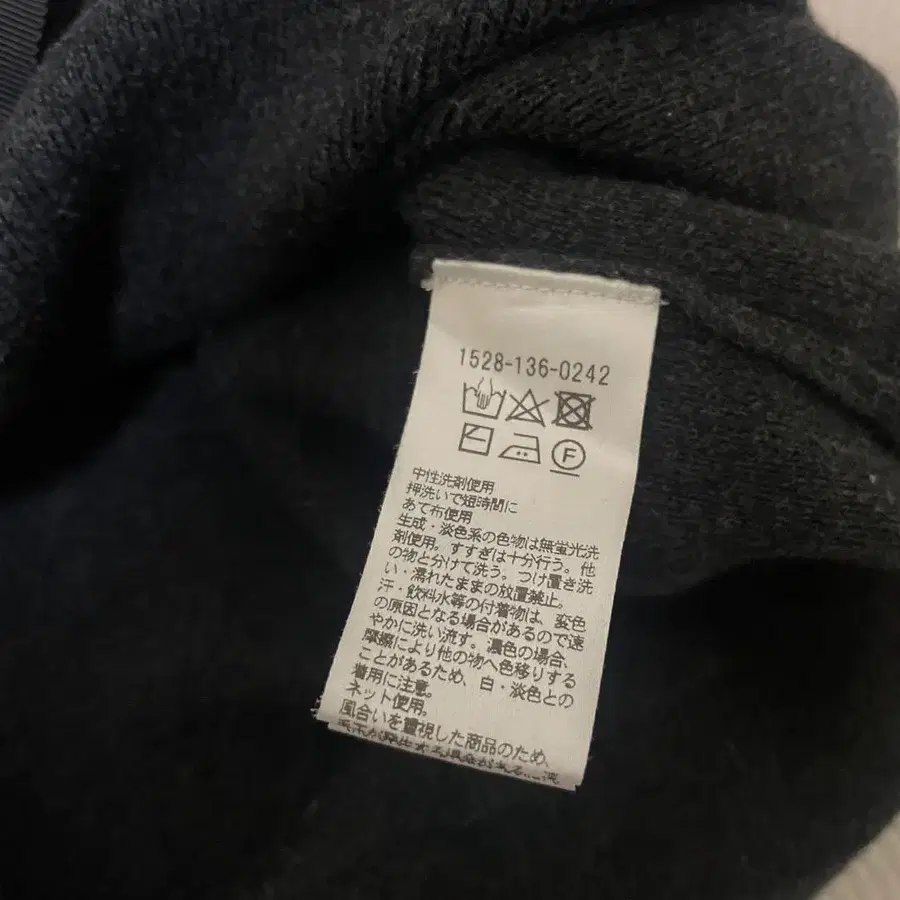 1528-136-0242
F
中性洗剤使用
押洗いで短時間に
あて布使用
生成・淡色系の色物は無蛍光洗
剤使用。すすぎは十分行う。他
の物と分けて洗う。つけ置き洗
い・濡れたままの放置禁止。
汗・飲料水等の付着物は、変色
の原因となる場合があるので速
やかに洗い流す。濃色の場合、
摩擦により他の物へ色移りする
ことがあるため、白・淡色との
着用に注意。
ネット使用。
風合いを重視した商品のため、